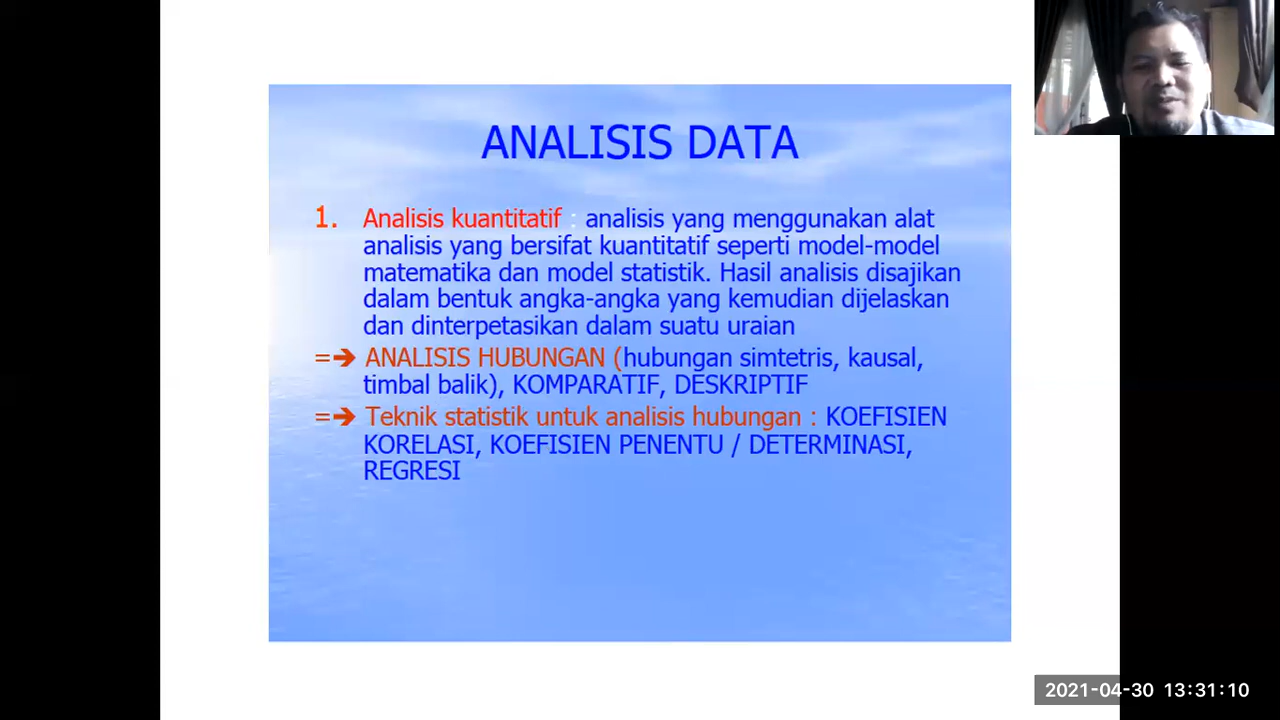 ANALISIS DATA
1. Analisis kuantitatif : analisis yang menggunakan alat
analisis yang bersifat kuantitatif seperti model-model
matematika dan model statistik. Hasil analisis disajikan
dalam bentuk angka-angka yang kemudian dijelaskan
dan dinterpetasikan dalam suatu uraian
=➔ ANALISIS HUBUNGAN (hubungan simtetris, kausal,
timbal balik), KOMPARATIF, DESKRIPTIF
=➔ Teknik statistik untuk analisis hubungan : KOEFISIEN
KORELASI, KOEFISIEN PENENTU / DETERMINASI,
REGRESI
2021-04-30 13:31:10